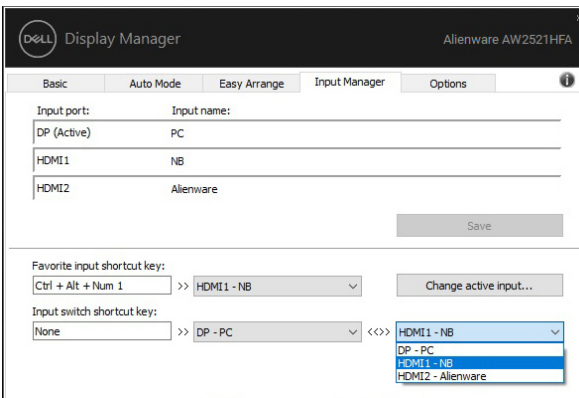 DELL Display Manager Alienware AW2521HFA
Basic Auto Mode Easy Arrange Input Manager Options
Input port: Input name:
DP (Active) PC
HDMI1 NB
HDMI2 Alienware
Save
Favorite input shortcut key:
Ctrl + Alt + Num 1 >> HDMI1 - NB Change active input...
Input switch shortcut key:
None >> DP - PC <<>> HDMI1 - NB
DP - PC
HDMI1 - NB
HDMI2 - Alienware